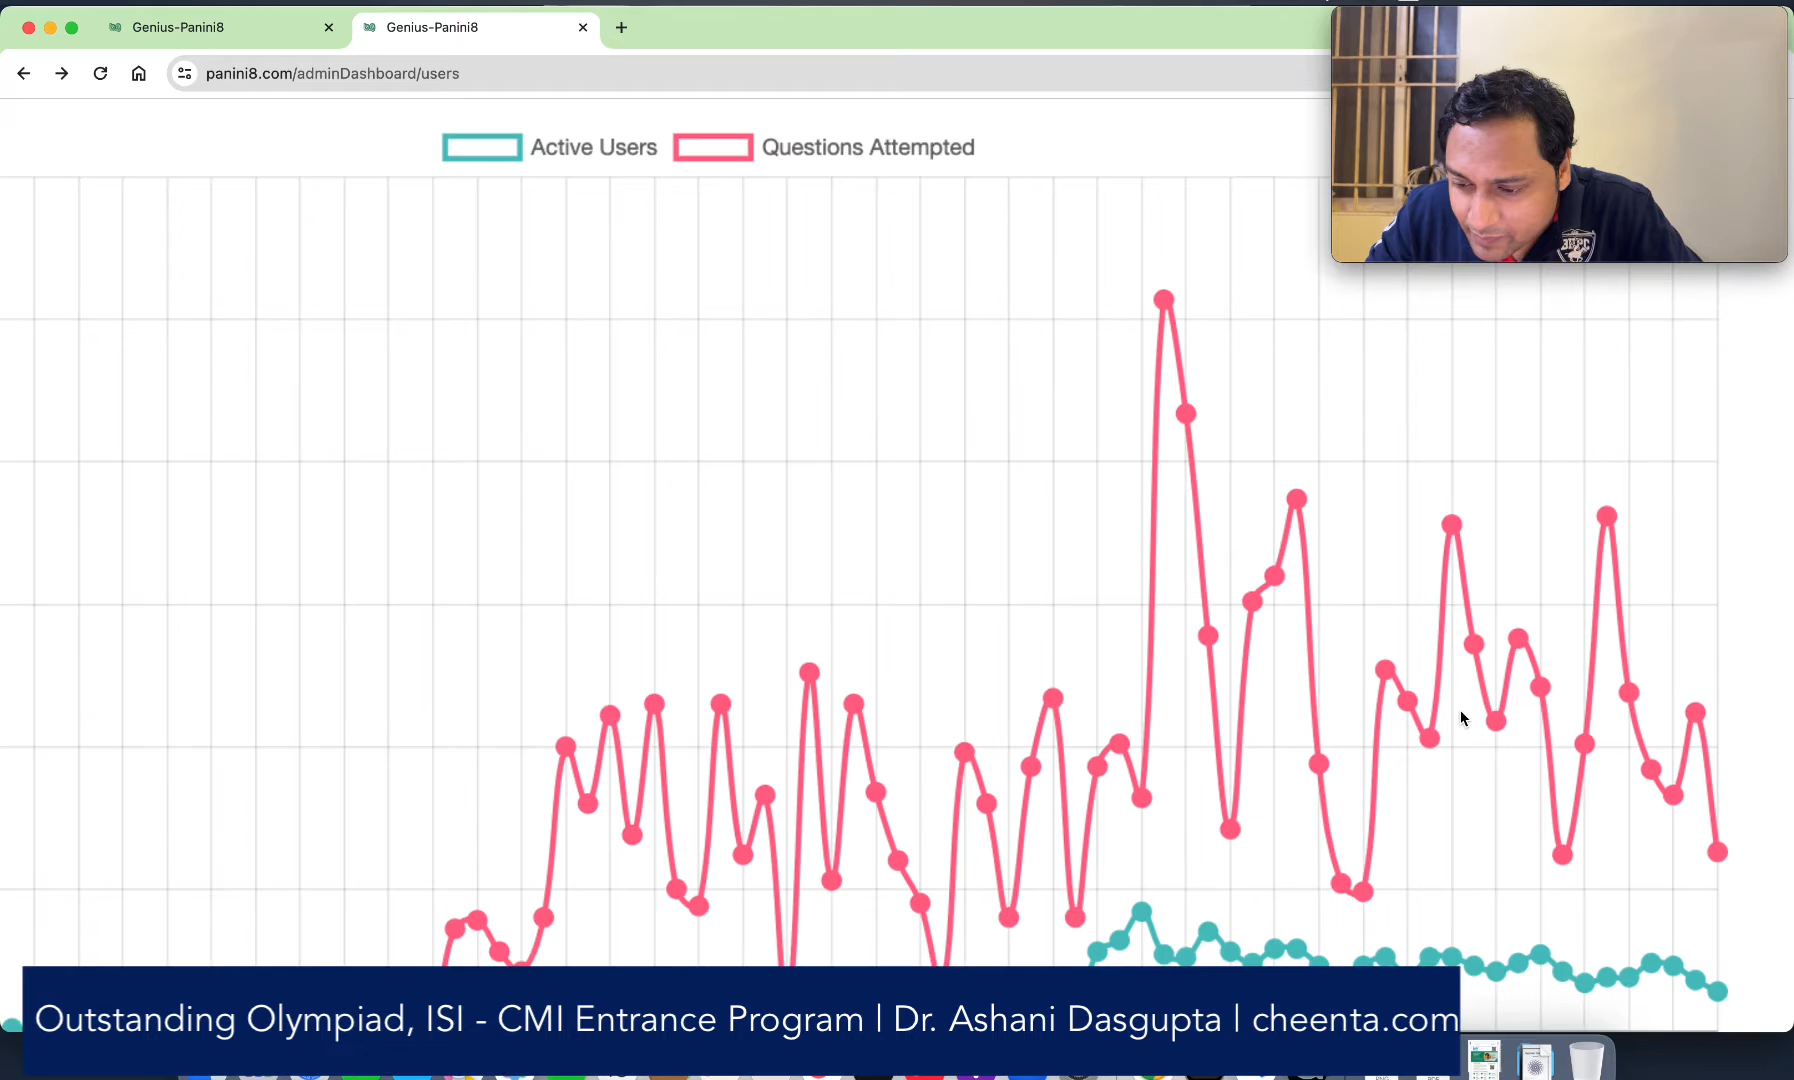 Genius-Panini8
Genius-Panini8
panini8.com/adminDashboard/users
Active Users
Questions Attempted
Outstanding Olympiad, ISI - CMI Entrance Program | Dr. Ashani Dasgupta | cheenta.com